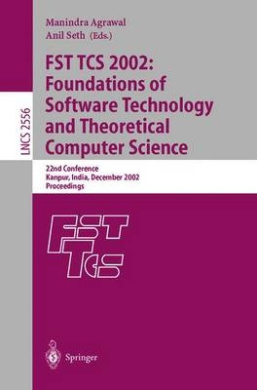 Manindra Agrawal
Anil Seth (Eds.)
LNCS 2556
FST TCS 2002:
Foundations of
Software Technology
and Theoretical
Computer Science
22nd Conference
Kanpur, India, December 2002
Proceedings
FST
TCS
Springer